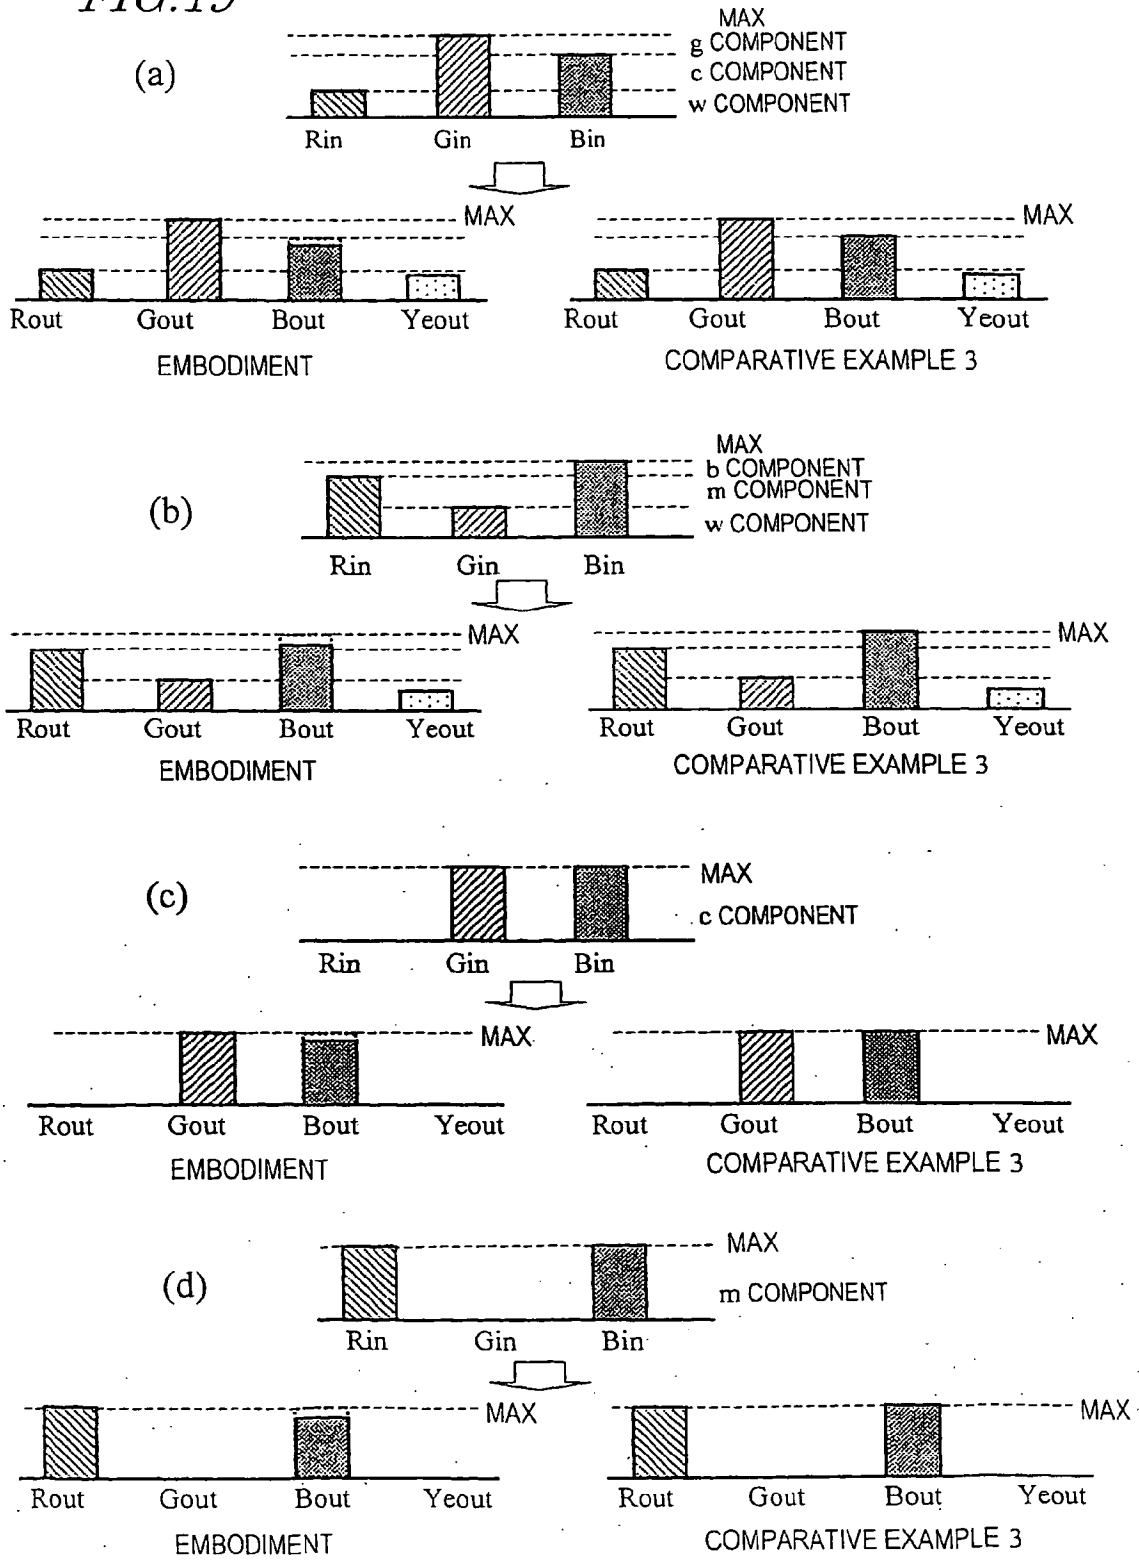 FIG.19
(a)
MAX
g COMPONENT
c COMPONENT
w COMPONENT
Rin Gin Bin
MAX MAX
Rout Gout Bout Yeout Rout Gout Bout Yeout
EMBODIMENT COMPARATIVE EXAMPLE 3
(b)
MAX
b COMPONENT
m COMPONENT
w COMPONENT
Rin Gin Bin
MAX MAX
Rout Gout Bout Yeout Rout Gout Bout Yeout
EMBODIMENT COMPARATIVE EXAMPLE 3
(c)
MAX
c COMPONENT
Rin Gin Bin
MAX MAX
Rout Gout Bout Yeout Rout Gout Bout Yeout
EMBODIMENT COMPARATIVE EXAMPLE 3
(d)
MAX
m COMPONENT
Rin Gin Bin
MAX MAX
Rout Gout Bout Yeout Rout Gout Bout Yeout
EMBODIMENT COMPARATIVE EXAMPLE 3